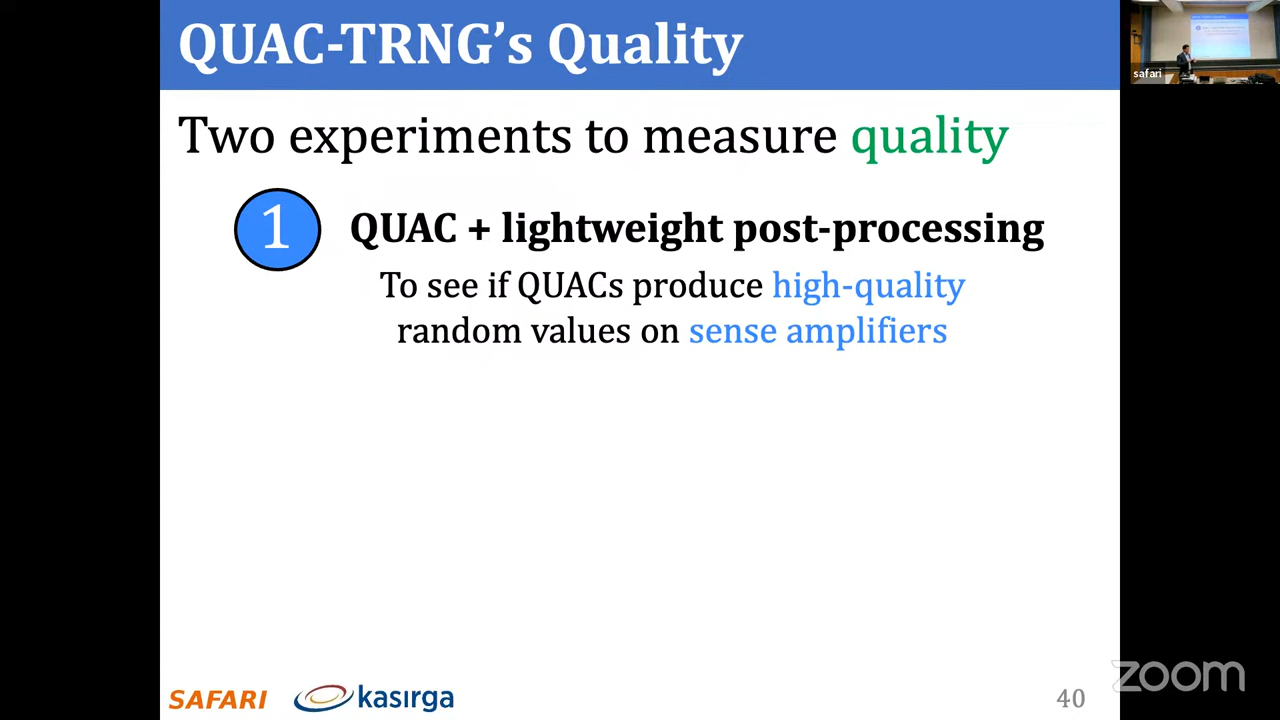 QUAC-TRNG’s Quality
safari
Two experiments to measure quality
1
QUAC + lightweight post-processing
To see if QUACs produce high-quality
random values on sense amplifiers
SAFARI
kasırga
40
zoom